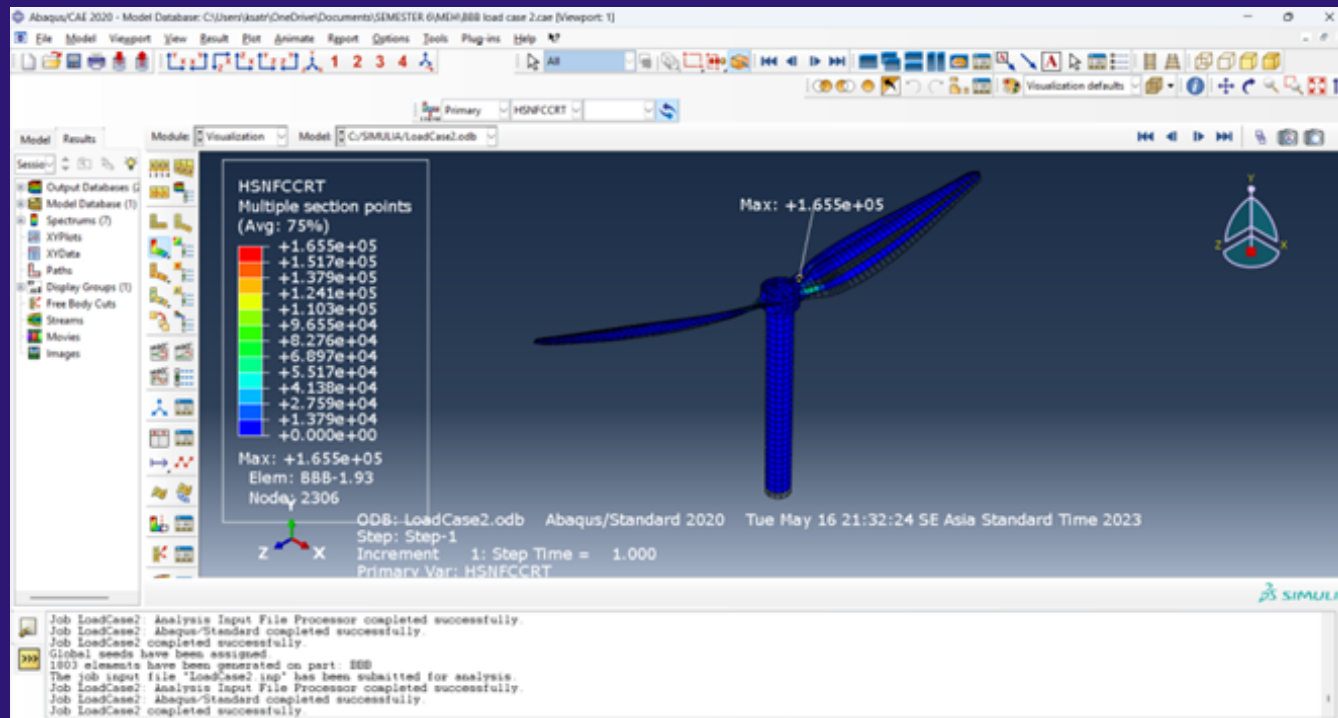 Abaqus/CAE 2020 - Model Database: C:\Users\ksatr\OneDrive\Documents\SEMESTER 6\MEH\BBB load case 2.cae [Viewport: 1]
File Model Viewport View Result Plot Animate Report Options Tools Plug-ins Help
1 2 3 4 All A
Visualization defaults
Primary HSNFCCRT
Model Results Module: Visualization Model: C:/SIMULIA/LoadCase2.odb
Output Databases (2
Model Database (1)
Spectrums (7)
XYPlots
XYData
Paths
Display Groups (1)
Free Body Cuts
Streams
Movies
Images
HSNFCCRT
Multiple section points
(Avg: 75%)
+1.655e+05
+1.517e+05
+1.379e+05
+1.241e+05
+1.103e+05
+9.655e+04
+8.276e+04
+6.897e+04
+5.517e+04
+4.138e+04
+2.759e+04
+1.379e+04
+0.000e+00
Max: +1.655e+05
Elem: BBB-1.93
Node: 2306
Max: +1.655e+05
Y
Z X
Y
Z X
ODB: LoadCase2.odb Abaqus/Standard 2020 Tue May 16 21:32:24 SE Asia Standard Time 2023
Step: Step-1
Increment 1: Step Time = 1.000
Primary Var: HSNFCCRT
SIMULI
Job LoadCase2: Analysis Input File Processor completed successfully.
Job LoadCase2: Abaqus/Standard completed successfully.
Job LoadCase2 completed successfully.
Global seeds have been assigned.
1803 elements have been generated on part: BBB
The job input file "LoadCase2.inp" has been submitted for analysis.
Job LoadCase2: Analysis Input File Processor completed successfully.
Job LoadCase2: Abaqus/Standard completed successfully.
Job LoadCase2 completed successfully.